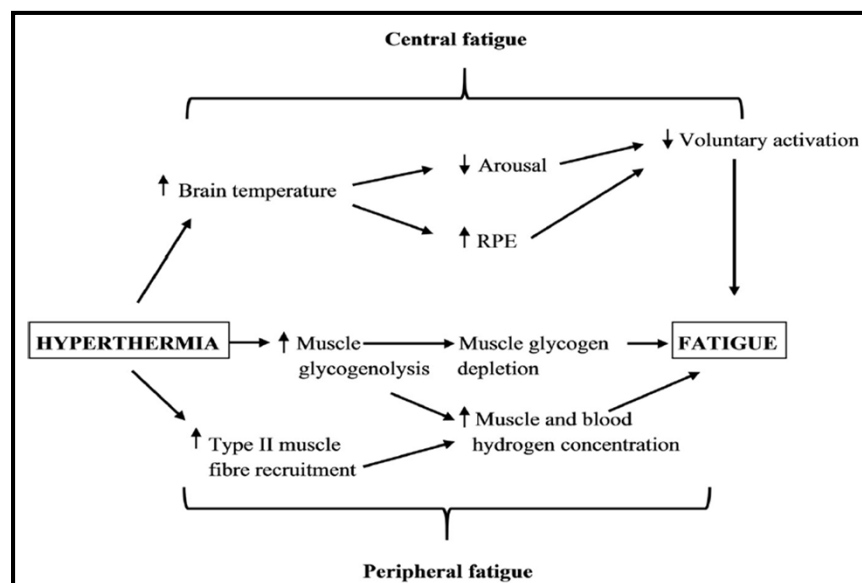 Central fatigue
↓ Voluntary activation
↓ Arousal
↑ Brain temperature
↑ RPE
HYPERTHERMIA
↑ Muscle
glycogenolysis
Muscle glycogen
depletion
FATIGUE
↑ Type II muscle
fibre recruitment
↑ Muscle and blood
hydrogen concentration
Peripheral fatigue